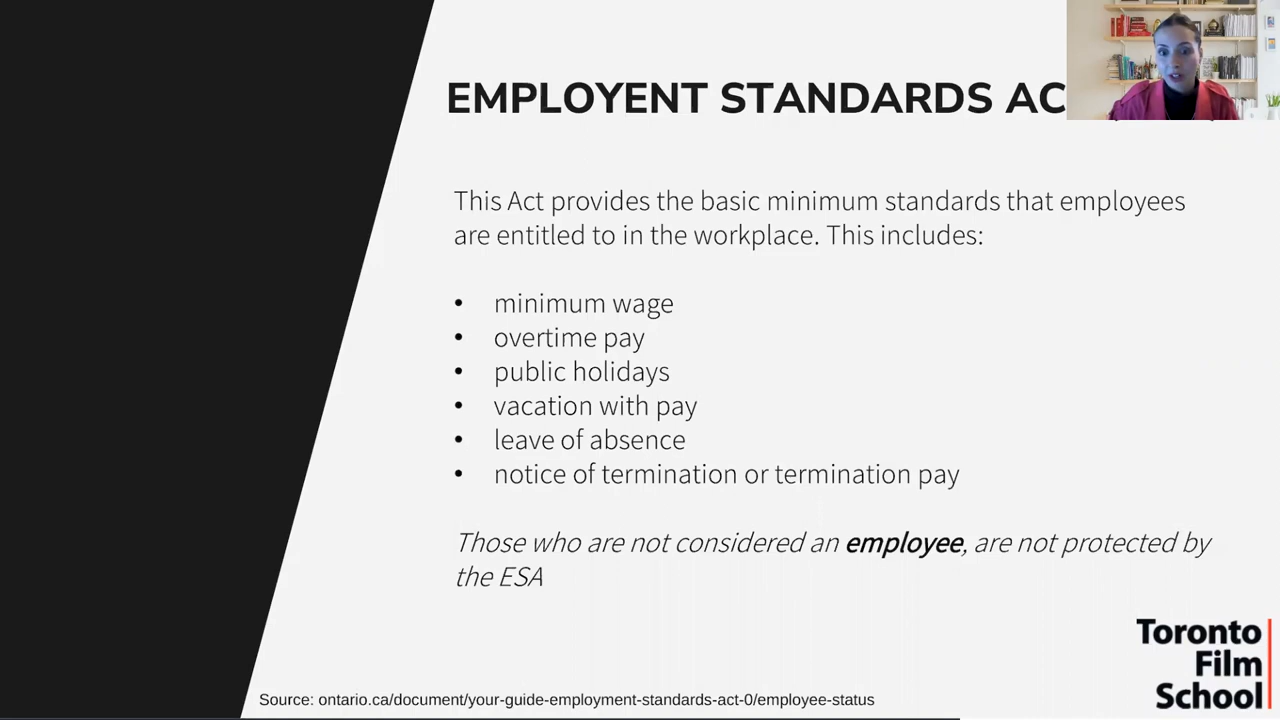 EMPLOYENT STANDARDS AC
This Act provides the basic minimum standards that employees
are entitled to in the workplace. This includes:
• minimum wage
• overtime pay
• public holidays
• vacation with pay
• leave of absence
• notice of termination or termination pay
Those who are not considered an employee, are not protected by
the ESA
Toronto
Film
School
Source: ontario.ca/document/your-guide-employment-standards-act-0/employee-status